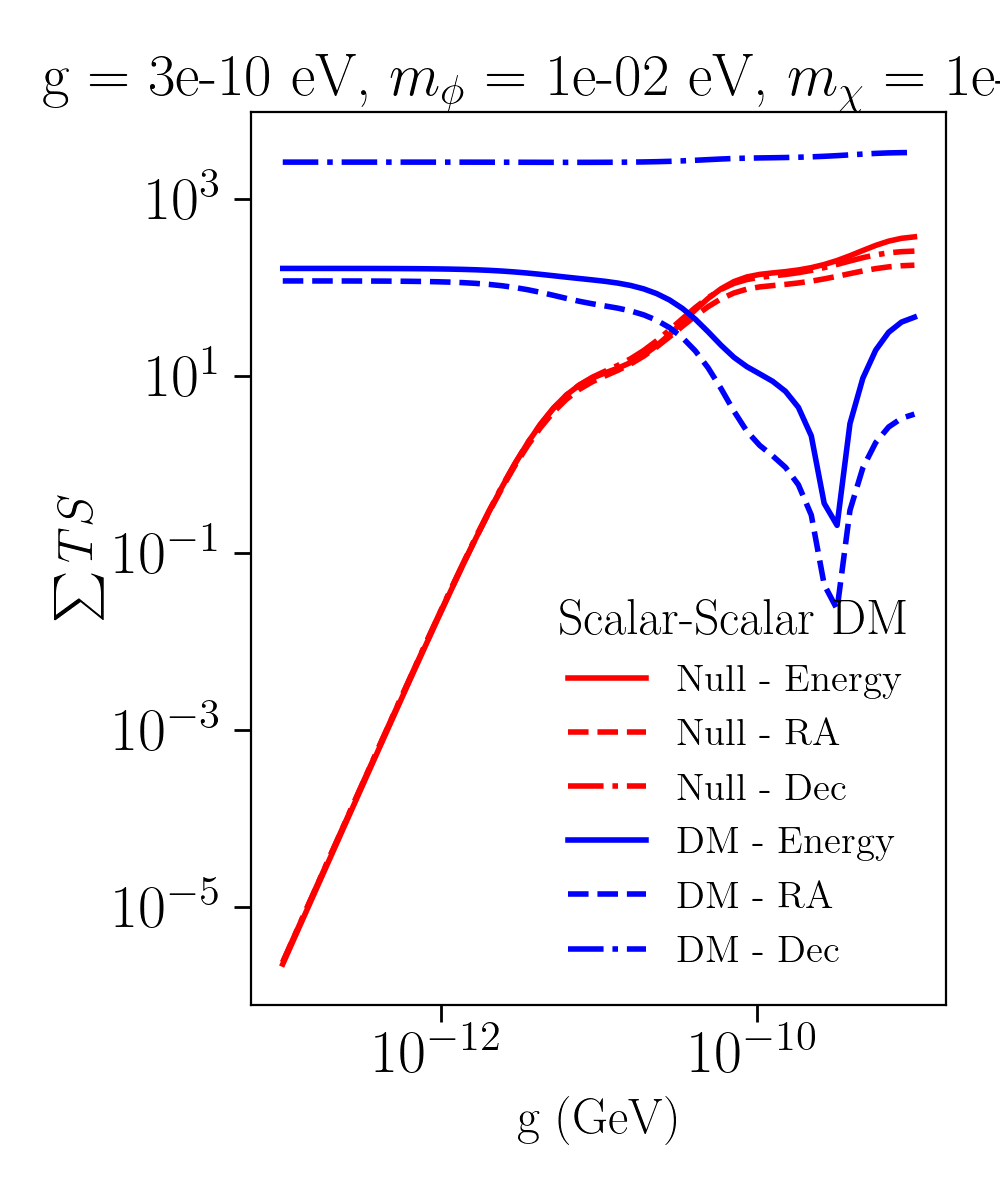 g = 3e-10 eV, $m_\phi$ = 1e-02 eV, $m_\chi$ = 1e-
$10^3$
$10^1$
$10^{-1}$
$10^{-3}$
$10^{-5}$
$\sum TS$
Scalar-Scalar DM
Null - Energy
Null - RA
Null - Dec
DM - Energy
DM - RA
DM - Dec
$10^{-12}$ $10^{-10}$
g (GeV)